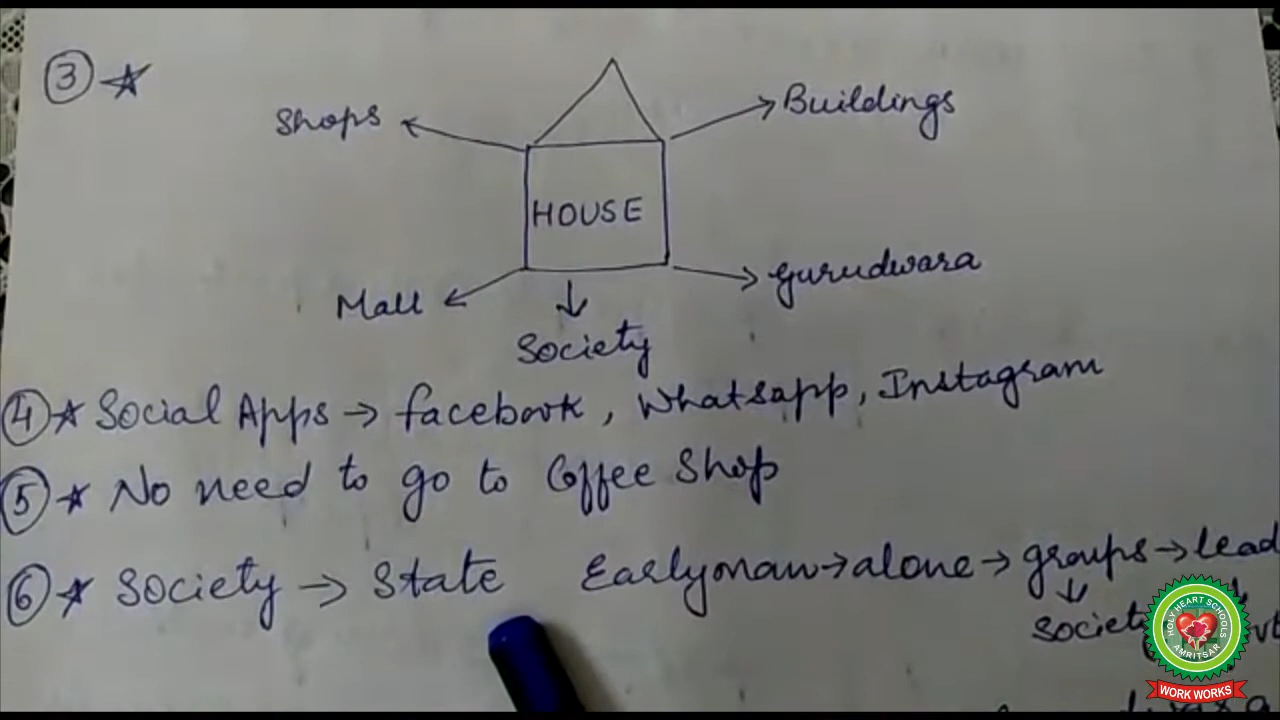 ③ ★
Shops Buildings
HOUSE
Mall Gurudwara
Society
④ ★ Social Apps → facebook, Whatsapp, Instagram
⑤ ★ No need to go to Coffee Shop
⑥ ★ Society → State Earlyman → alone → groups → lead
HOLY HEART SCHOOLS
AMRITSAR
WORK WORKS